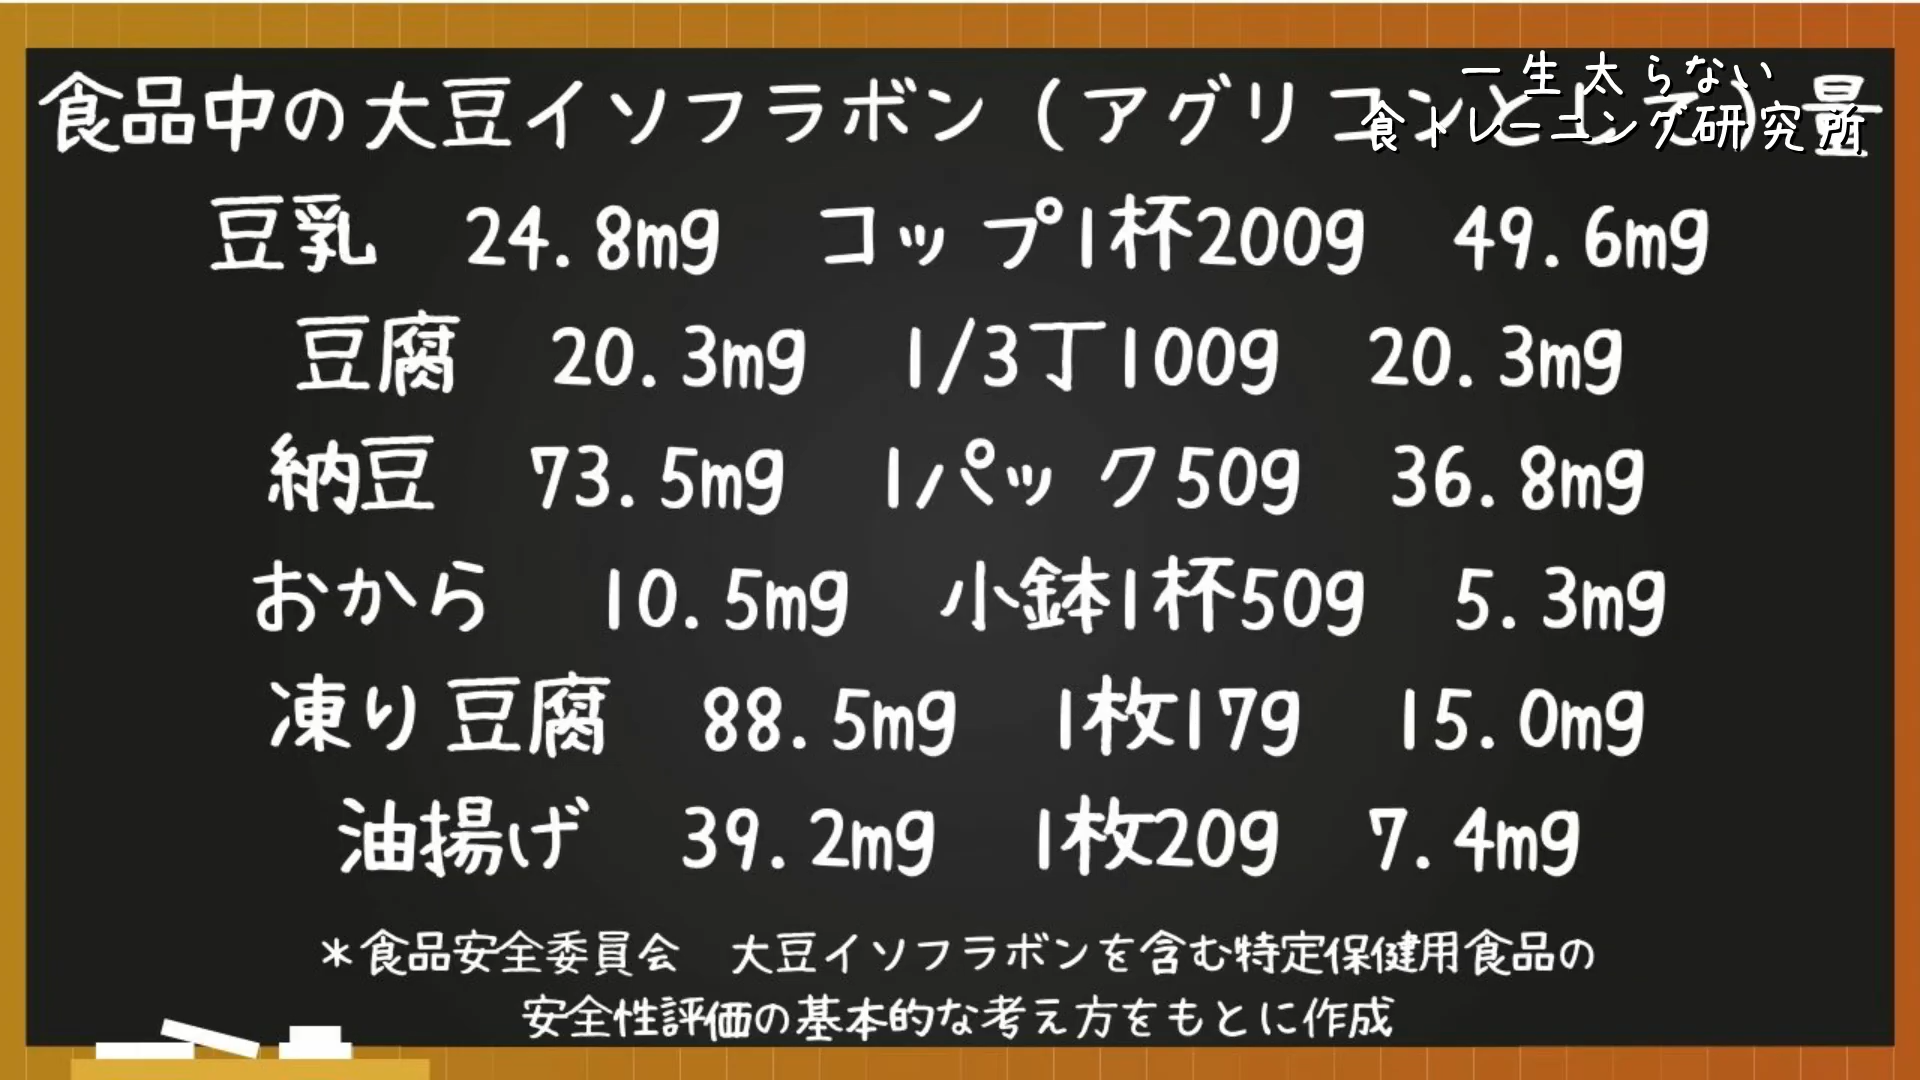 食品中の大豆イソフラボン（アグリコンとして）量
一生太らない
食トレーニング研究所
豆乳　24.8mg　コップ1杯200g　49.6mg
豆腐　20.3mg　1/3丁100g　20.3mg
納豆　73.5mg　1パック50g　36.8mg
おから　10.5mg　小鉢1杯50g　5.3mg
凍り豆腐　88.5mg　1枚17g　15.0mg
油揚げ　39.2mg　1枚20g　7.4mg
＊食品安全委員会　大豆イソフラボンを含む特定保健用食品の
安全性評価の基本的な考え方をもとに作成